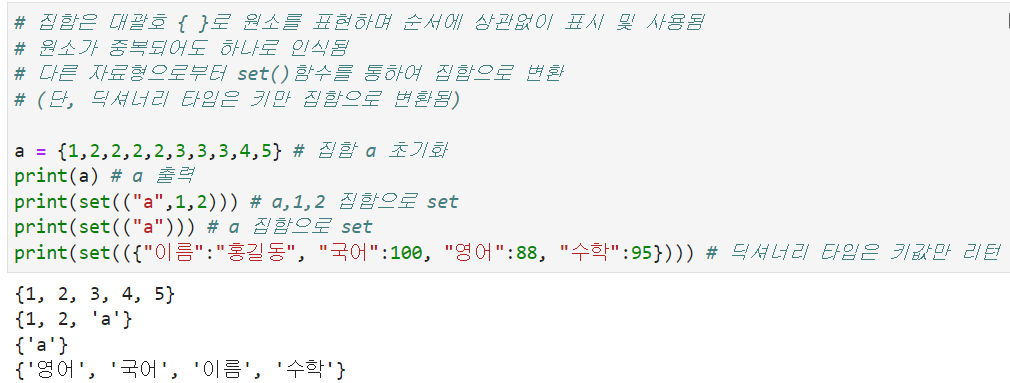 # 집합은 대괄호 { }로 원소를 표현하며 순서에 상관없이 표시 및 사용됨
# 원소가 중복되어도 하나로 인식됨
# 다른 자료형으로부터 set()함수를 통하여 집합으로 변환
# (단, 딕셔너리 타입은 키만 집합으로 변환됨)
a = {1,2,2,2,2,3,3,3,4,5} # 집합 a 초기화
print(a) # a 출력
print(set(("a",1,2))) # a,1,2 집합으로 set
print(set(("a"))) # a 집합으로 set
print(set(({"이름":"홍길동", "국어":100, "영어":88, "수학":95}))) # 딕셔너리 타입은 키값만 리턴
{1, 2, 3, 4, 5}
{1, 2, 'a'}
{'a'}
{'영어', '국어', '이름', '수학'}